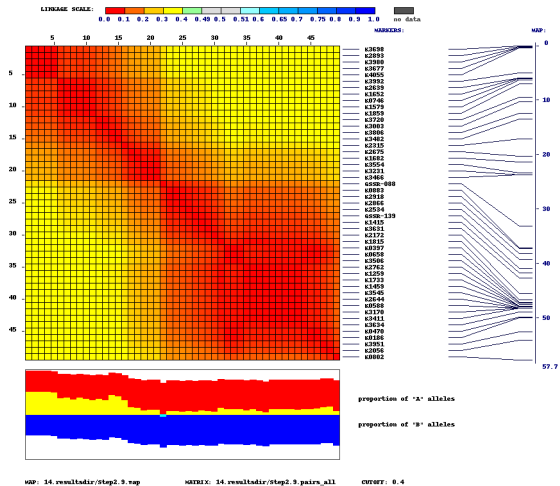 LINKAGE SCALE:
0.0 0.1 0.2 0.3 0.4 0.49 0.5 0.51 0.6 0.65 0.7 0.75 0.8 0.9 1.0
no data
MARKERS:
MAP:
5 10 15 20 25 30 35 40 45
5
10
15
20
25
30
35
40
45
K3698
K2893
K3980
K3677
K4055
K3992
K2639
K1652
K0746
K1579
K1859
K3720
K3083
K3806
K3482
K2315
K2675
K1682
K3554
K3231
K3466
GSSR-088
K0883
K2918
K2866
K2534
GSSR-139
K1415
K3631
K2172
K1815
K0397
K0658
K3506
K2762
K1259
K1733
K1459
K3545
K2644
K0588
K3170
K3411
K3634
K0470
K0186
K3951
K2056
K0802
0
10
20
30
40
50
57.7
proportion of "A" alleles
proportion of "B" alleles
MAP: 14.resultsdir/Step2.9.map MATRIX: 14.resultsdir/Step2.9.pairs_all CUTOFF: 0.4